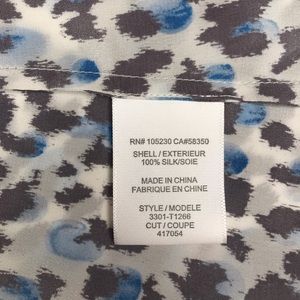 RN# 105230 CA#58350
SHELL / EXTERIEUR
100% SILK/SOIE
MADE IN CHINA
FABRIQUE EN CHINE
STYLE / MODELE
3301-T1266
CUT / COUPE
417054